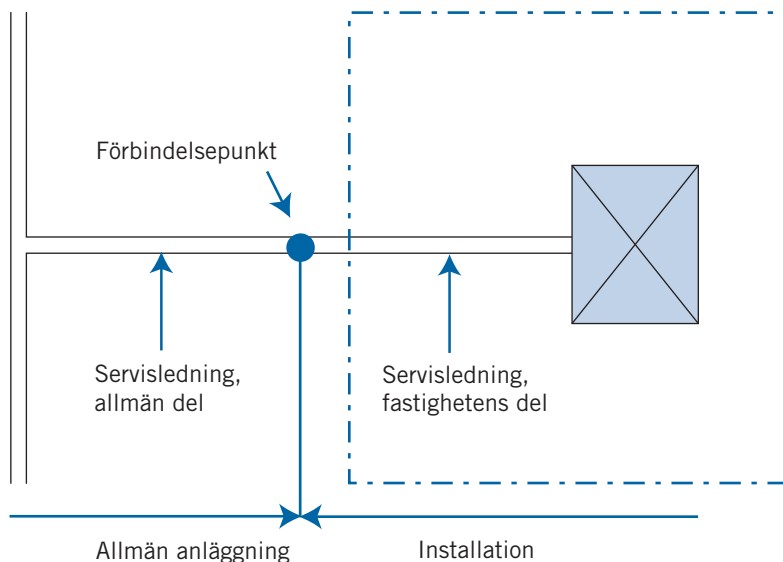 Förbindelsepunkt
Servisledning,
allmän del
Servisledning,
fastighetens del
Allmän anläggning
Installation